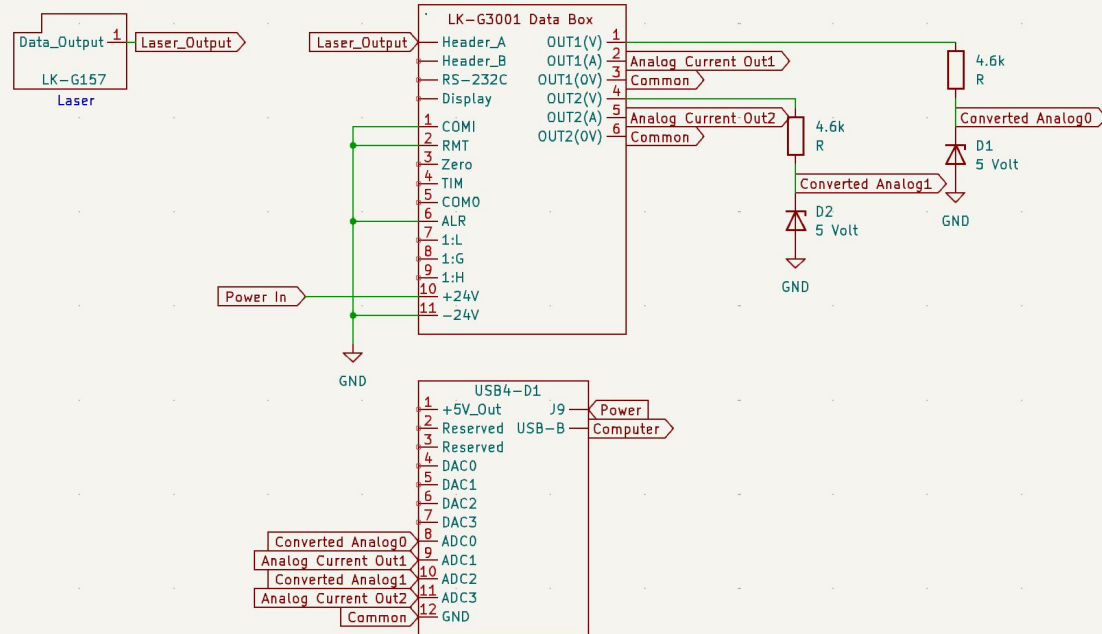 Data_Output 1 Laser_Output
LK-G157
Laser
LK-G3001 Data Box
Laser_Output Header_A
Header_B
RS-232C
Display
1 COMI
2 RMT
3 Zero
4 TIM
5 COMO
6 ALR
7 1:L
8 1:G
9 1:H
Power In 10 +24V
11 -24V
GND
OUT1(V) 1
OUT1(A) 2 Analog Current Out1
OUT1(0V) 3 Common
OUT2(V) 4
OUT2(A) 5 Analog Current Out2
OUT2(0V) 6 Common
4.6k
R
Converted Analog1
D2
5 Volt
GND
4.6k
R
Converted Analog0
D1
5 Volt
GND
USB4-D1
1 +5V_Out
2 Reserved
3 Reserved
4 DAC0
5 DAC1
6 DAC2
7 DAC3
Converted Analog0 8 ADC0
Analog Current Out1 9 ADC1
Converted Analog1 10 ADC2
Analog Current Out2 11 ADC3
Common 12 GND
J9 Power
USB-B Computer